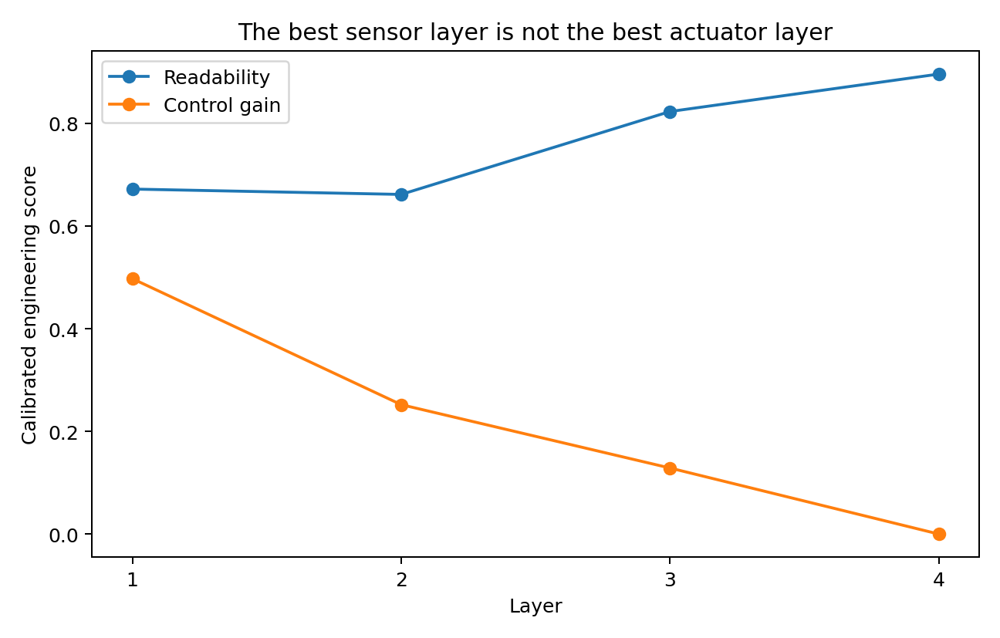 The best sensor layer is not the best actuator layer
Readability
Control gain
Calibrated engineering score
0.8
0.6
0.4
0.2
0.0
1 2 3 4
Layer